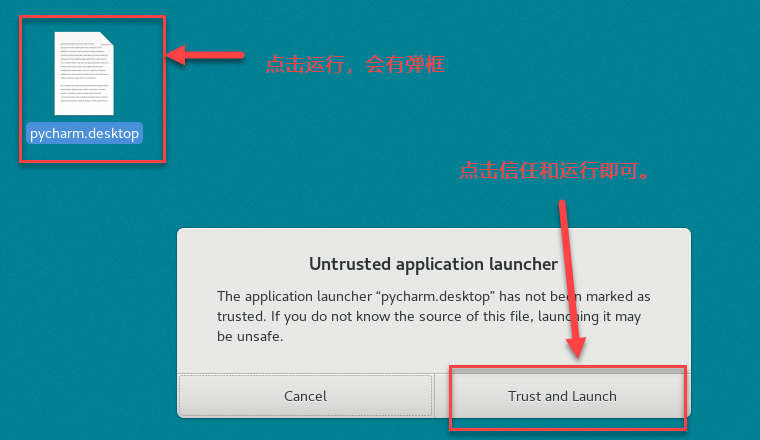 点击运行，会有弹框
pycharm.desktop
点击信任和运行即可。
Untrusted application launcher
The application launcher “pycharm.desktop” has not been marked as
trusted. If you do not know the source of this file, launching it may
be unsafe.
Cancel
Trust and Launch